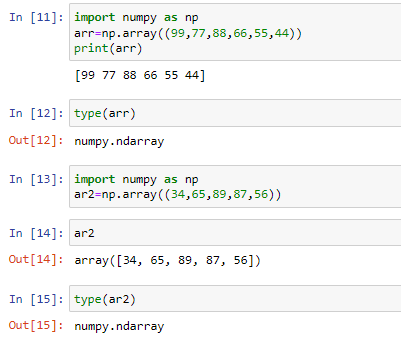 In [11]: import numpy as np
arr=np.array((99,77,88,66,55,44))
print(arr)
[99 77 88 66 55 44]
In [12]: type(arr)
Out[12]: numpy.ndarray
In [13]: import numpy as np
ar2=np.array((34,65,89,87,56))
In [14]: ar2
Out[14]: array([34, 65, 89, 87, 56])
In [15]: type(ar2)
Out[15]: numpy.ndarray